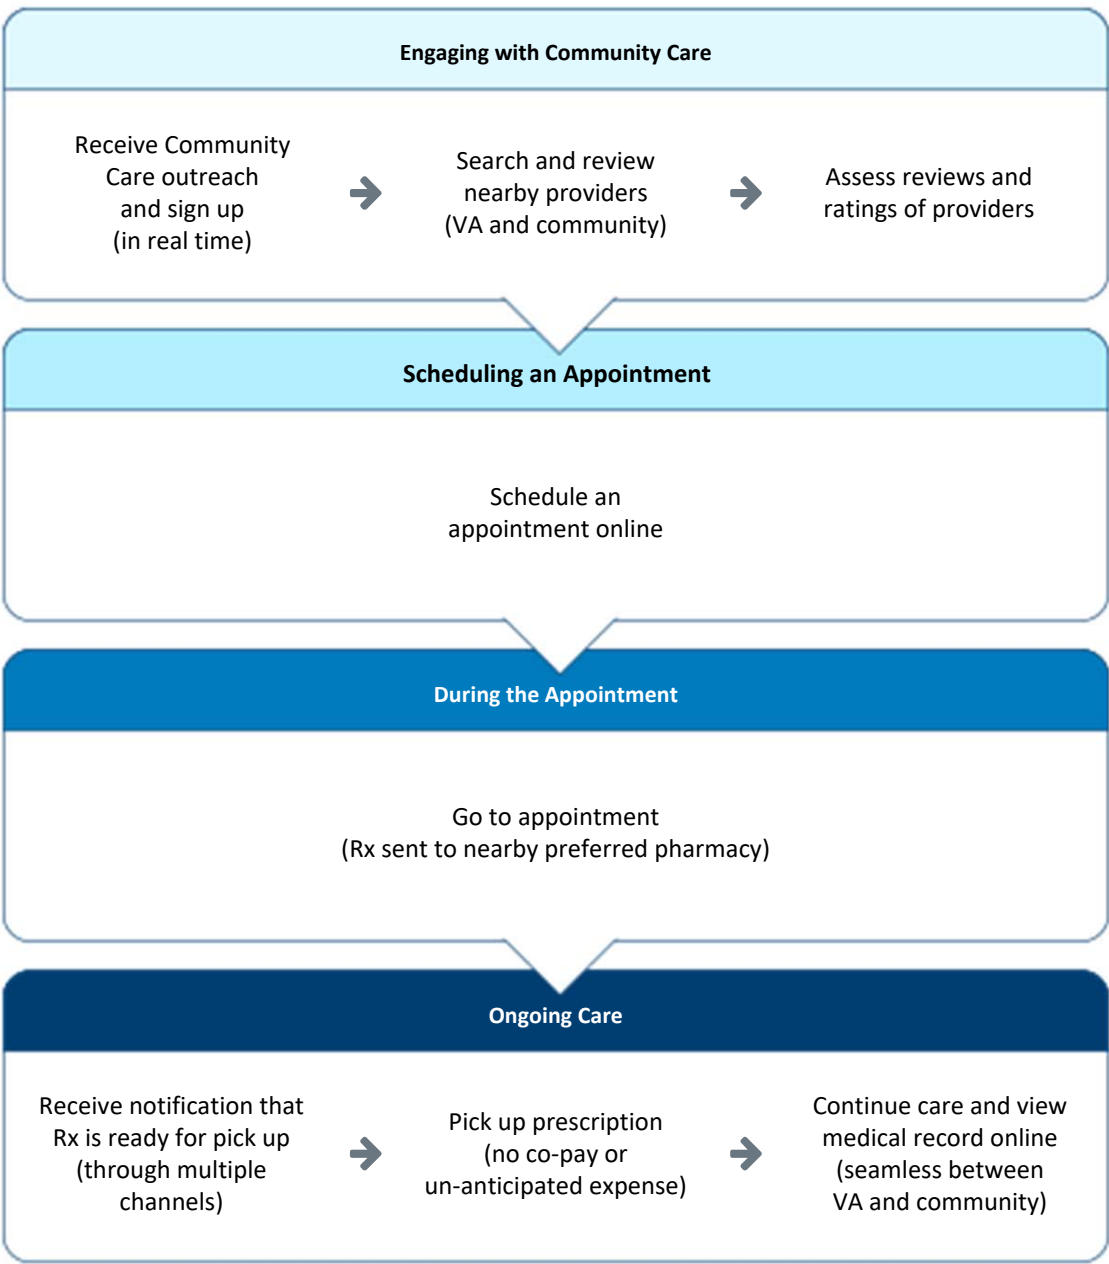 Engaging with Community Care
Receive Community
Care outreach
and sign up
(in real time)
Search and review
nearby providers
(VA and community)
Assess reviews and
ratings of providers
Scheduling an Appointment
Schedule an
appointment online
During the Appointment
Go to appointment
(Rx sent to nearby preferred pharmacy)
Ongoing Care
Receive notification that
Rx is ready for pick up
(through multiple
channels)
Pick up prescription
(no co-pay or
un-anticipated expense)
Continue care and view
medical record online
(seamless between
VA and community)